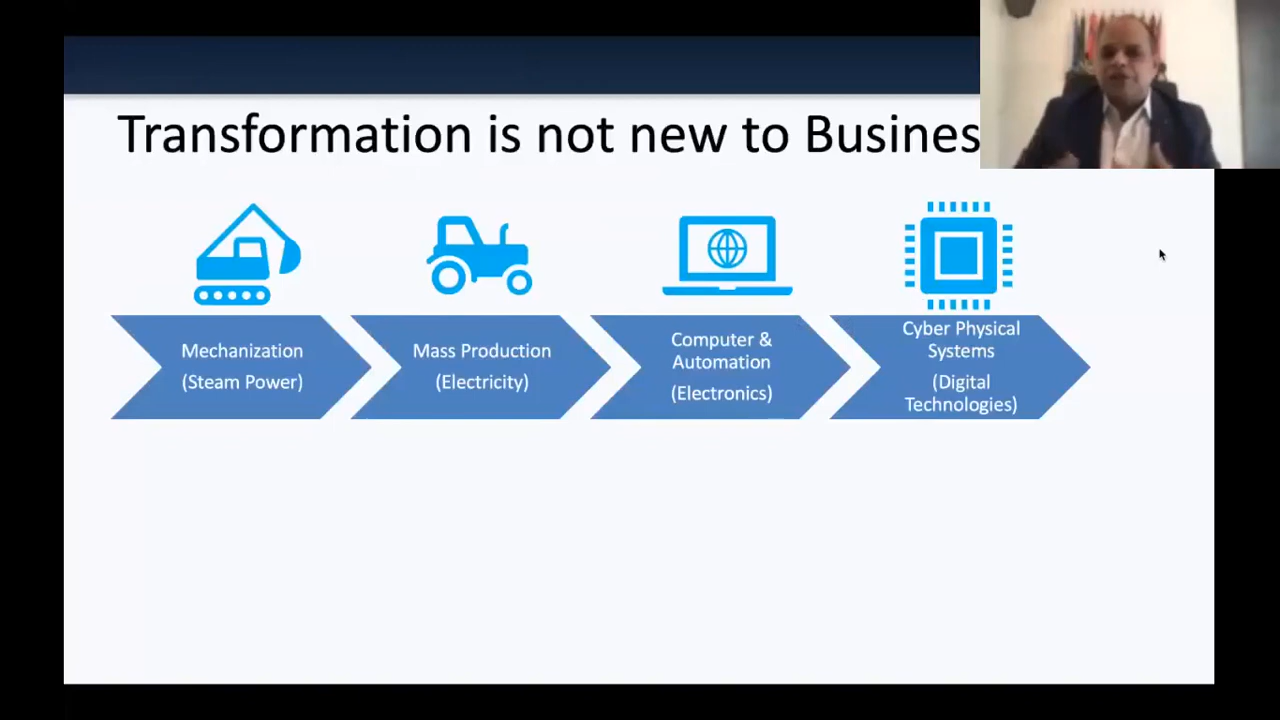 Transformation is not new to Busines
Mechanization
(Steam Power)
Mass Production
(Electricity)
Computer &
Automation
(Electronics)
Cyber Physical
Systems
(Digital
Technologies)